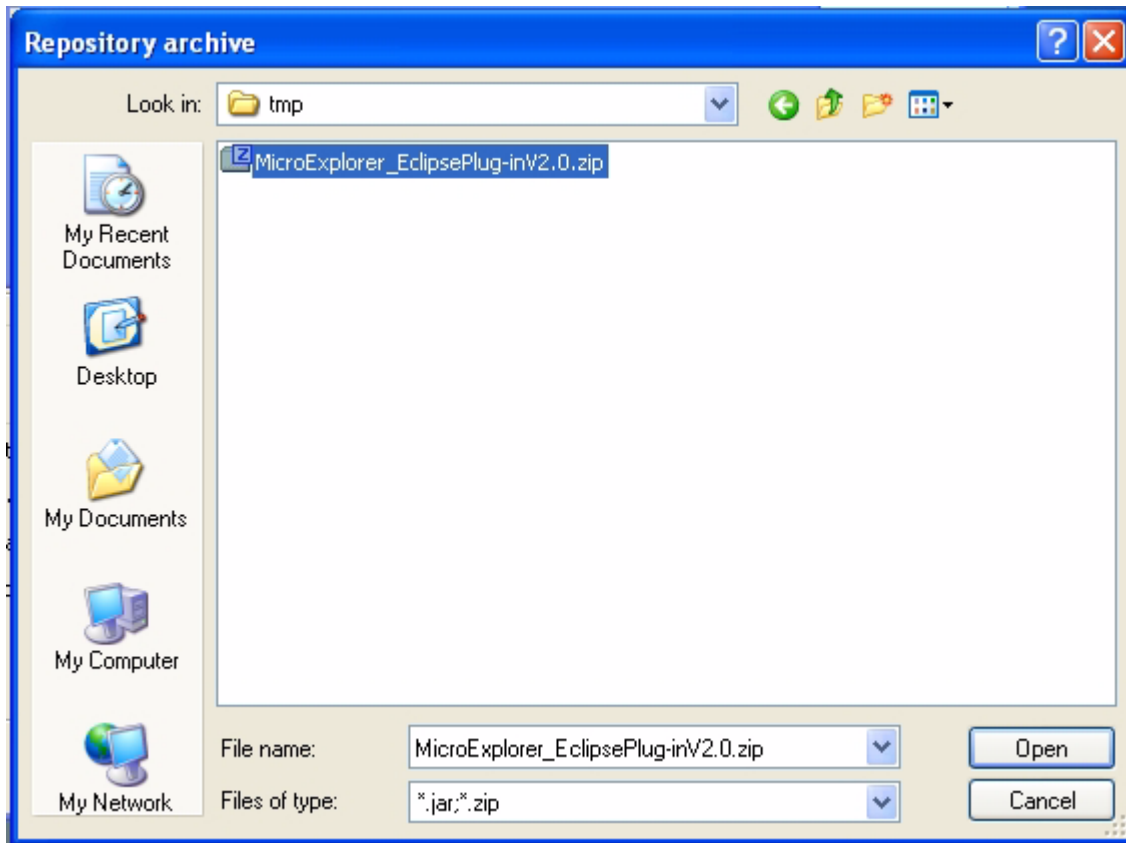 Repository archive
Look in:
tmp
MicroExplorer_EclipsePlug-inV2.0.zip
My Recent
Documents
Desktop
My Documents
My Computer
My Network
File name:
MicroExplorer_EclipsePlug-inV2.0.zip
Open
Files of type:
*.jar;*.zip
Cancel